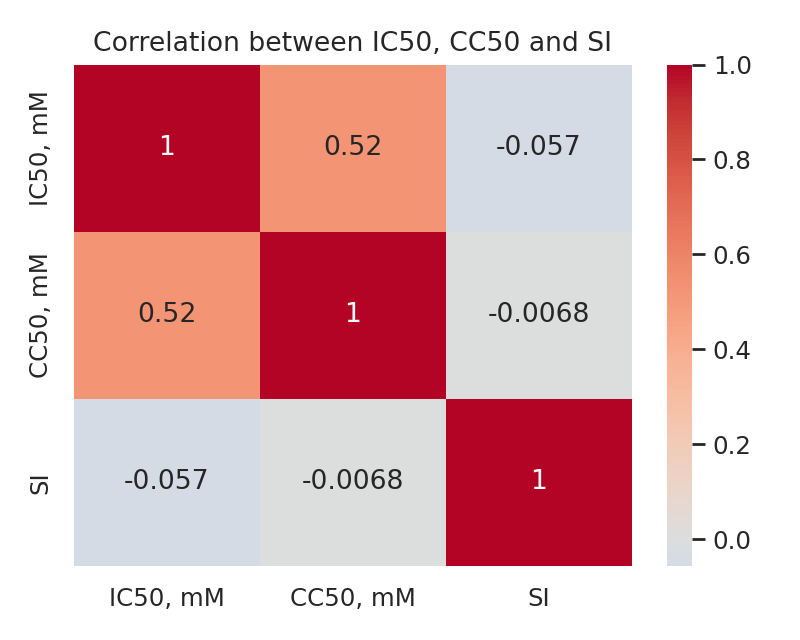 Correlation between IC50, CC50 and SI
IC50, mM
1
0.52
-0.057
CC50, mM
0.52
1
-0.0068
SI
-0.057
-0.0068
1
IC50, mM
CC50, mM
SI
1.0
0.8
0.6
0.4
0.2
0.0